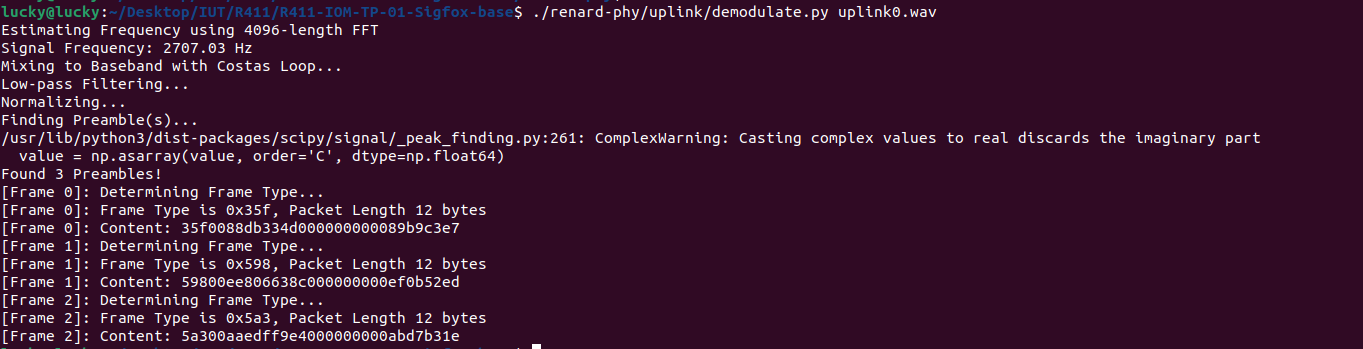 lucky@lucky:~/Desktop/IUT/R411/R411-IOM-TP-01-Sigfox-base$ ./renard-phy/uplink/demodulate.py uplink0.wav
Estimating Frequency using 4096-length FFT
Signal Frequency: 2707.03 Hz
Mixing to Baseband with Costas Loop...
Low-pass Filtering...
Normalizing...
Finding Preamble(s)...
/usr/lib/python3/dist-packages/scipy/signal/_peak_finding.py:261: ComplexWarning: Casting complex values to real discards the imaginary part
  value = np.asarray(value, order='C', dtype=np.float64)
Found 3 Preambles!
[Frame 0]: Determining Frame Type...
[Frame 0]: Frame Type is 0x35f, Packet Length 12 bytes
[Frame 0]: Content: 35f0088db334d000000000089b9c3e7
[Frame 1]: Determining Frame Type...
[Frame 1]: Frame Type is 0x598, Packet Length 12 bytes
[Frame 1]: Content: 59800ee806638c000000000ef0b52ed
[Frame 2]: Determining Frame Type...
[Frame 2]: Frame Type is 0x5a3, Packet Length 12 bytes
[Frame 2]: Content: 5a300aaedff9e4000000000abd7b31e